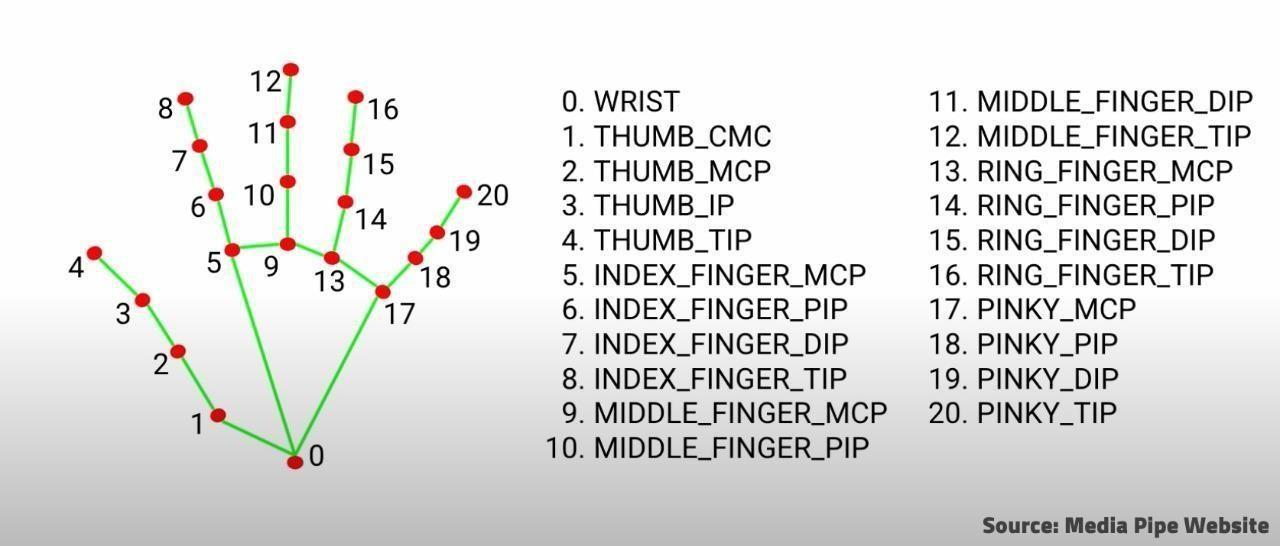 12
8
16
11
7
15
10
20
6
14
19
5
9
4
13
18
3
17
2
1
0
0. WRIST
1. THUMB_CMC
2. THUMB_MCP
3. THUMB_IP
4. THUMB_TIP
5. INDEX_FINGER_MCP
6. INDEX_FINGER_PIP
7. INDEX_FINGER_DIP
8. INDEX_FINGER_TIP
9. MIDDLE_FINGER_MCP
10. MIDDLE_FINGER_PIP
11. MIDDLE_FINGER_DIP
12. MIDDLE_FINGER_TIP
13. RING_FINGER_MCP
14. RING_FINGER_PIP
15. RING_FINGER_DIP
16. RING_FINGER_TIP
17. PINKY_MCP
18. PINKY_PIP
19. PINKY_DIP
20. PINKY_TIP
Source: Media Pipe Website